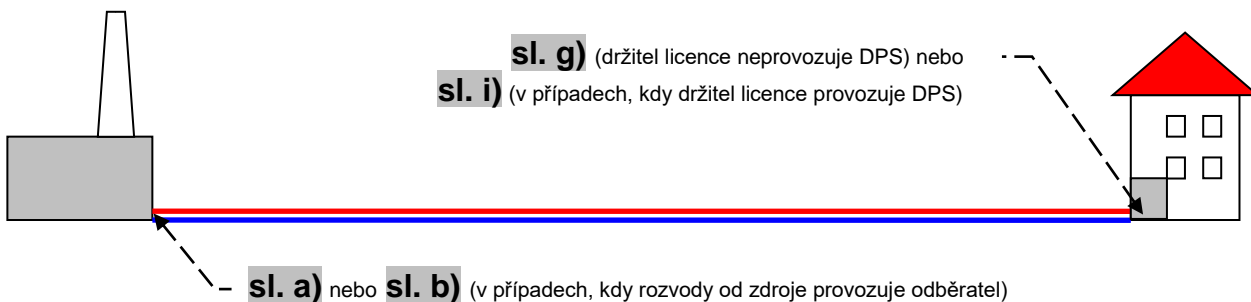 sl. g) (držitel licence neprovozuje DPS) nebo
sl. i) (v případech, kdy držitel licence provozuje DPS)
sl. a) nebo sl. b) (v případech, kdy rozvody od zdroje provozuje odběratel)